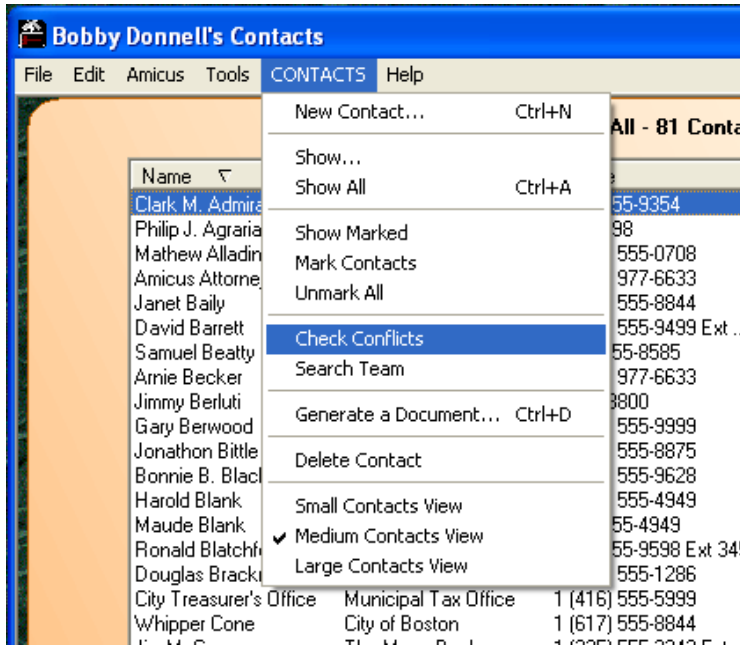 Bobby Donnell's Contacts
File Edit Amicus Tools CONTACTS Help
New Contact... Ctrl+N
Show...
Show All Ctrl+A
Show Marked
Mark Contacts
Unmark All
Check Conflicts
Search Team
Generate a Document... Ctrl+D
Delete Contact
Small Contacts View
Medium Contacts View
Large Contacts View
All - 81 Conta
Name
Clark M. Admira 55-9354
Philip J. Agraria 98
Mathew Alladin 555-0708
Amicus Attorne 977-6633
Janet Baily 555-8844
David Barrett 555-9499 Ext ..
Samuel Beatty 55-8585
Arnie Becker 977-6633
Jimmy Berluti 3800
Gary Berwood 555-9999
Jonathon Bittle 555-8875
Bonnie B. Blac 555-9628
Harold Blank 555-4949
Maude Blank 55-4949
Ronald Blatchf 55-9598 Ext 345
Douglas Brack 555-1286
City Treasurer's Office Municipal Tax Office 1 (416) 555-5999
Whipper Cone City of Boston 1 (617) 555-8844